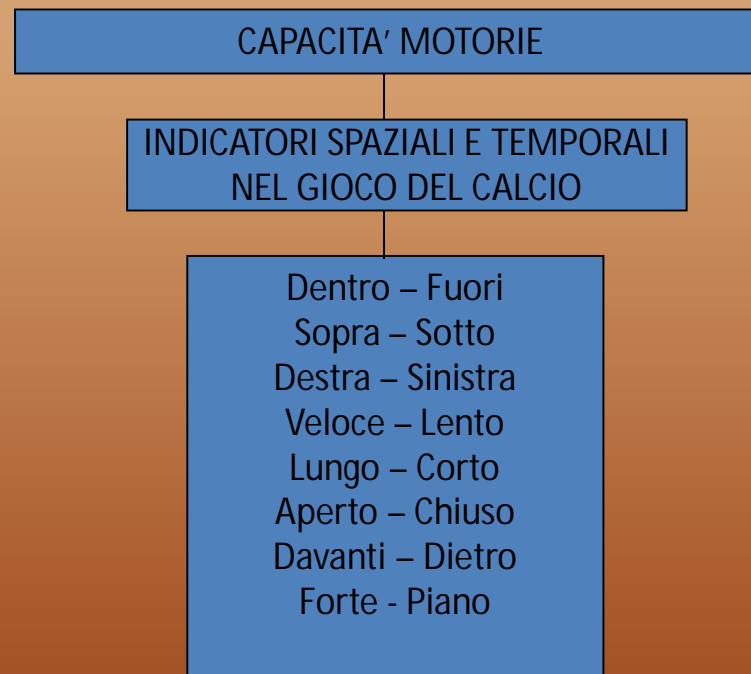 CAPACITA’ MOTORIE
INDICATORI SPAZIALI E TEMPORALI
NEL GIOCO DEL CALCIO
Dentro – Fuori
Sopra – Sotto
Destra – Sinistra
Veloce – Lento
Lungo – Corto
Aperto – Chiuso
Davanti – Dietro
Forte - Piano